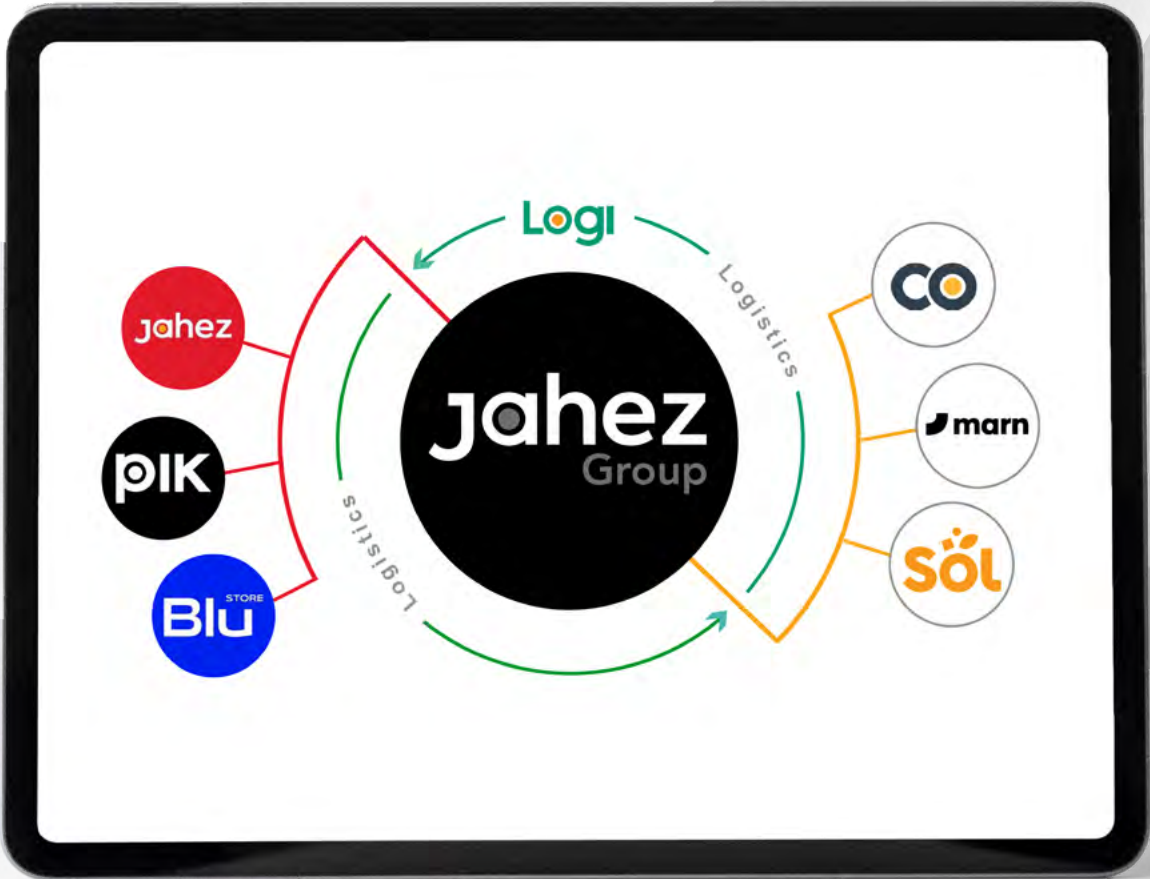 Logi
Logistics
CO
jahez
marn
jahez
Group
PIK
SOL
STORE
Blu
Logistics